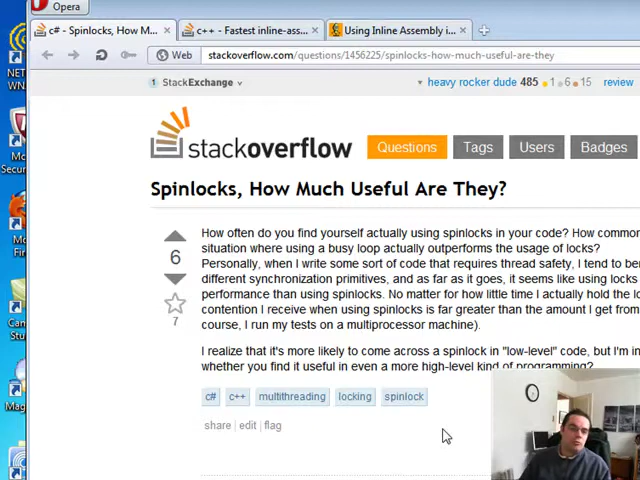 Opera
c# - Spinlocks, How M...
c++ - Fastest inline-ass...
Using Inline Assembly i...
Web
stackoverflow.com/questions/1456225/spinlocks-how-much-useful-are-they
1 StackExchange
heavy rocker dude 485 1 6 15 review
stackoverflow
Questions
Tags
Users
Badges
Spinlocks, How Much Useful Are They?
How often do you find yourself actually using spinlocks in your code? How common
situation where using a busy loop actually outperforms the usage of locks?
Personally, when I write some sort of code that requires thread safety, I tend to
different synchronization primitives, and as far as it goes, it seems like using locks
performance than using spinlocks. No matter for how little time I actually hold the
contention I receive when using spinlocks is far greater than the amount I get from
course, I run my tests on a multiprocessor machine).
6
7
I realize that it's more likely to come across a spinlock in "low-level" code, but I'm
whether you find it useful in even a more high-level kind of programming?
c# c++ multithreading locking spinlock
share edit flag